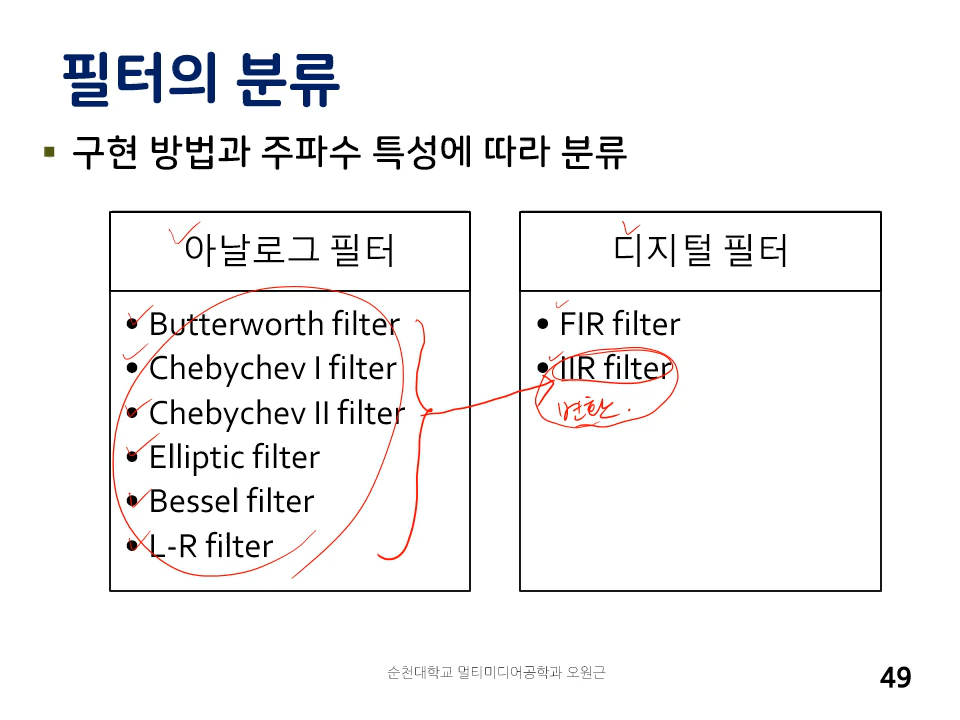 필터의 분류
▪ 구현 방법과 주파수 특성에 따라 분류
아날로그 필터
• Butterworth filter
• Chebychev I filter
• Chebychev II filter
• Elliptic filter
• Bessel filter
• L-R filter
디지털 필터
• FIR filter
• IIR filter
변환.
순천대학교 멀티미디어공학과 오원근
49